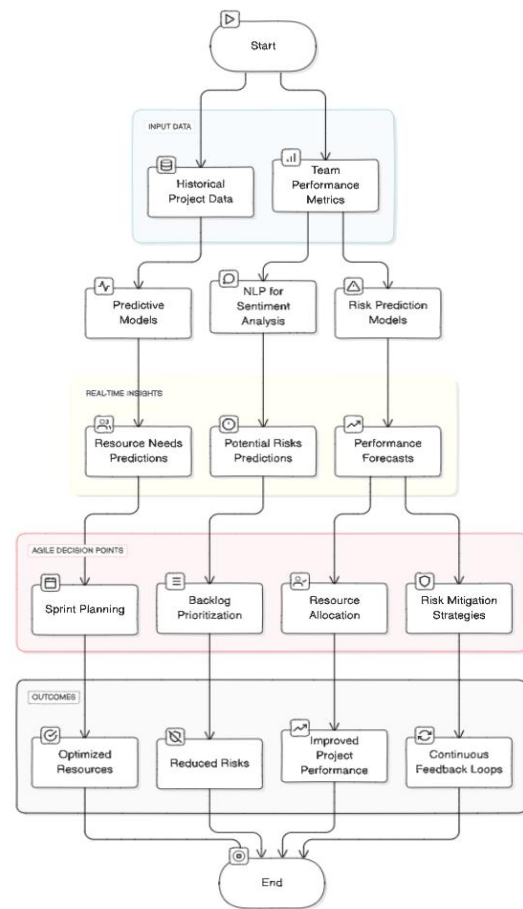 Start
INPUT DATA
Historical
Project Data
Team
Performance
Metrics
Predictive
Models
NLP for
Sentiment
Analysis
Risk Prediction
Models
REAL-TIME INSIGHTS
Resource Needs
Predictions
Potential Risks
Predictions
Performance
Forecasts
AGILE DECISION POINTS
Sprint Planning
Backlog
Prioritization
Resource
Allocation
Risk Mitigation
Strategies
OUTCOMES
Optimized
Resources
Reduced Risks
Improved
Project
Performance
Continuous
Feedback Loops
End